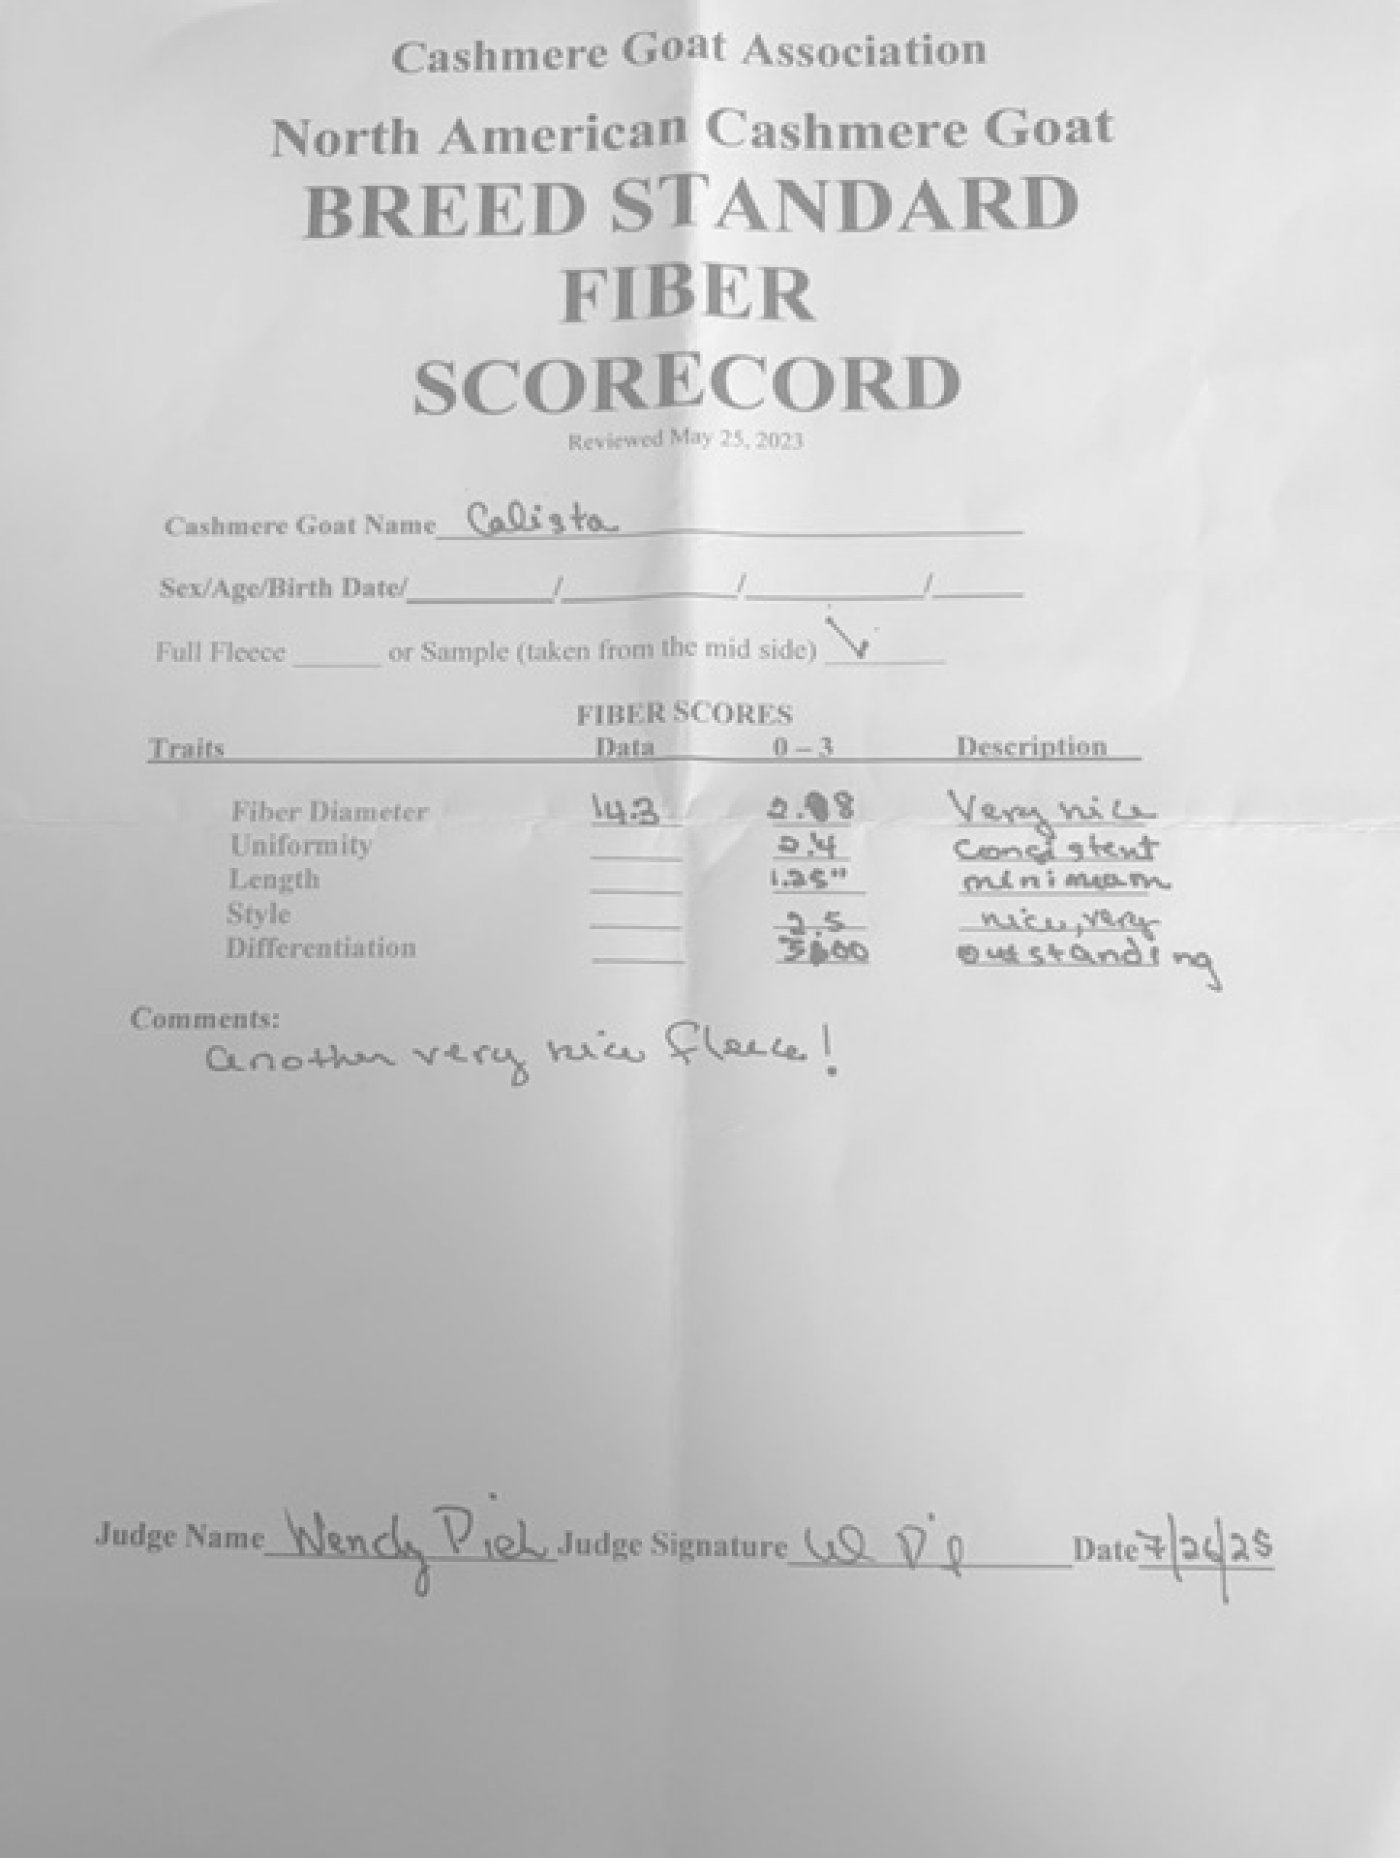 Cashmere Goat Association
North American Cashmere Goat
BREED STANDARD
FIBER
SCORECORD
Reviewed May 25, 2023
Cashmere Goat Name Calista
Sex/Age/Birth Date/ / / /
Full Fleece or Sample (taken from the mid side) ✓
FIBER SCORES
Traits Data 0 – 3 Description
Fiber Diameter 14.3 Very nice
Uniformity 2.4 Consistent
Length 1.25" minimum
Style 2.5 nice, very
Differentiation outstanding
Comments:
another very nice fleece!
Judge Name Wendy Judge Signature Date 7/26/25